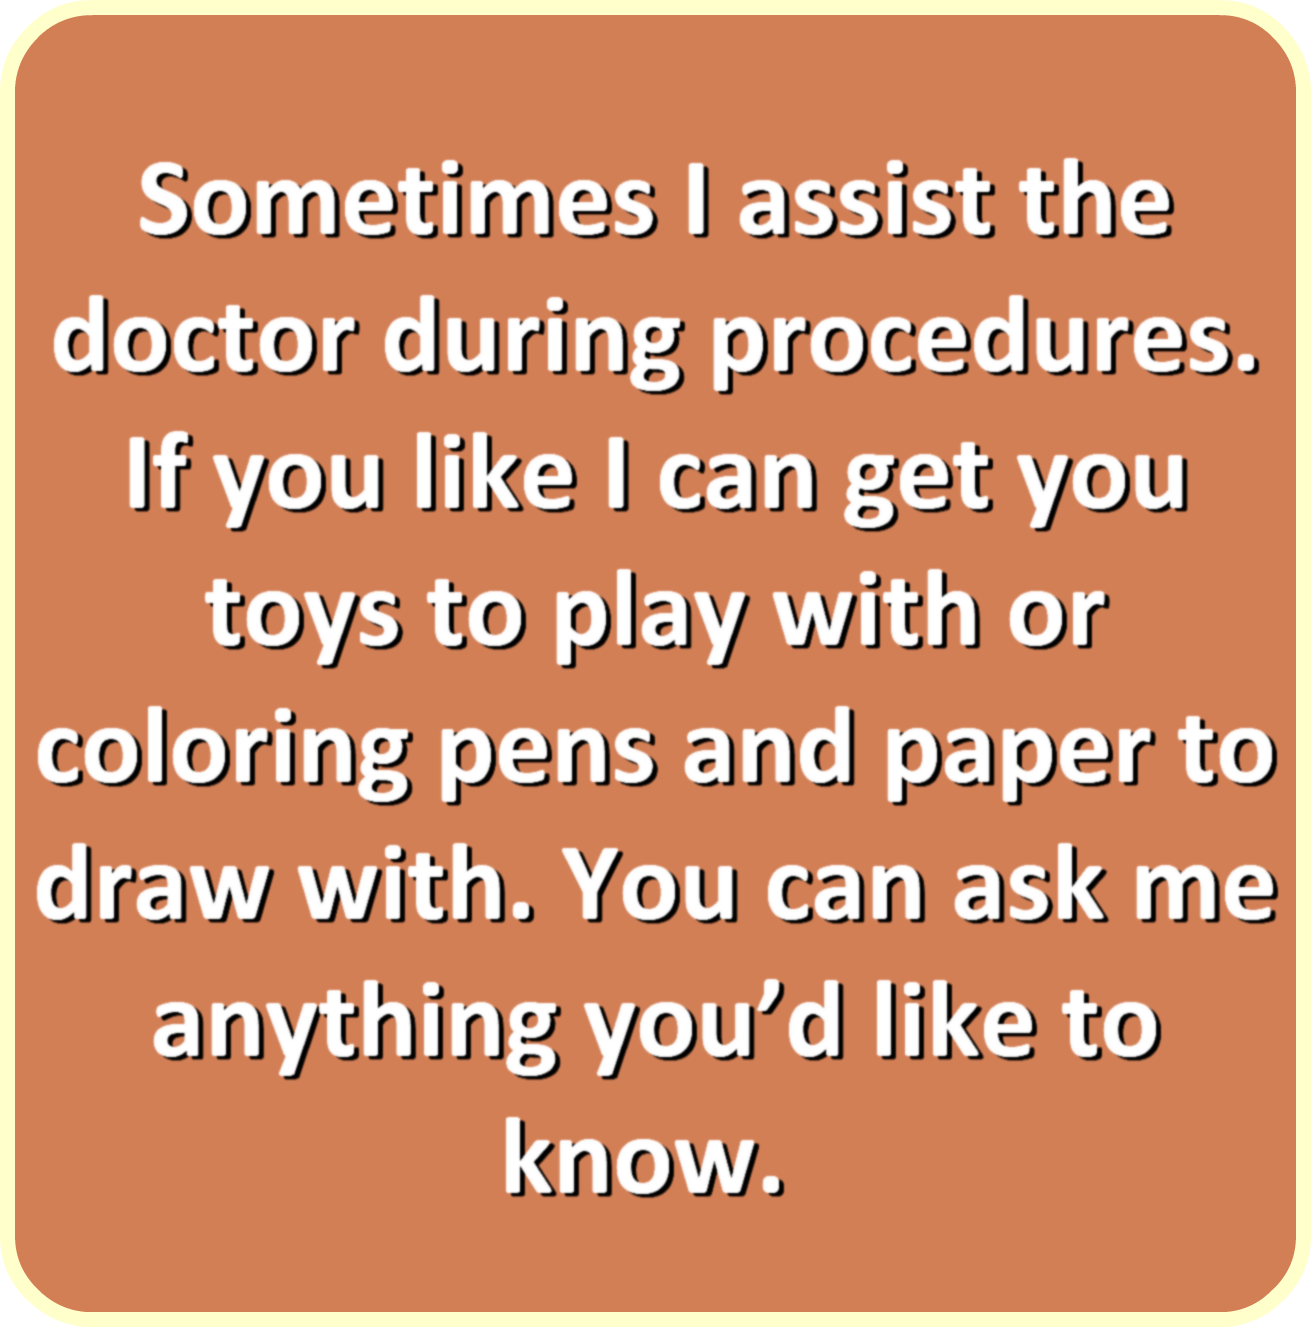 Sometimes I assist the
doctor during procedures.
If you like I can get you
toys to play with or
coloring pens and paper to
draw with. You can ask me
anything you’d like to
know.